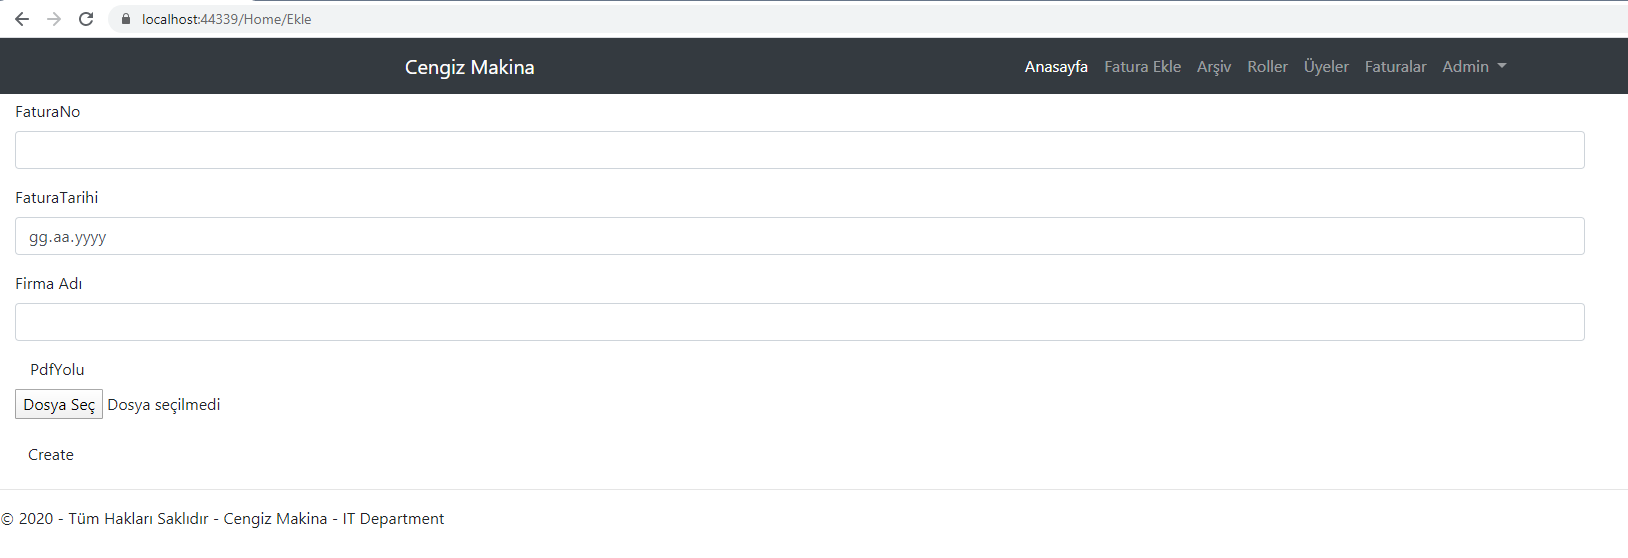 localhost:44339/Home/Ekle
Cengiz Makina Anasayfa Fatura Ekle Arşiv Roller Üyeler Faturalar Admin
FaturaNo
FaturaTarihi
gg.aa.yyyy
Firma Adı
PdfYolu
Dosya Seç Dosya seçilmedi
Create
© 2020 - Tüm Hakları Saklıdır - Cengiz Makina - IT Department